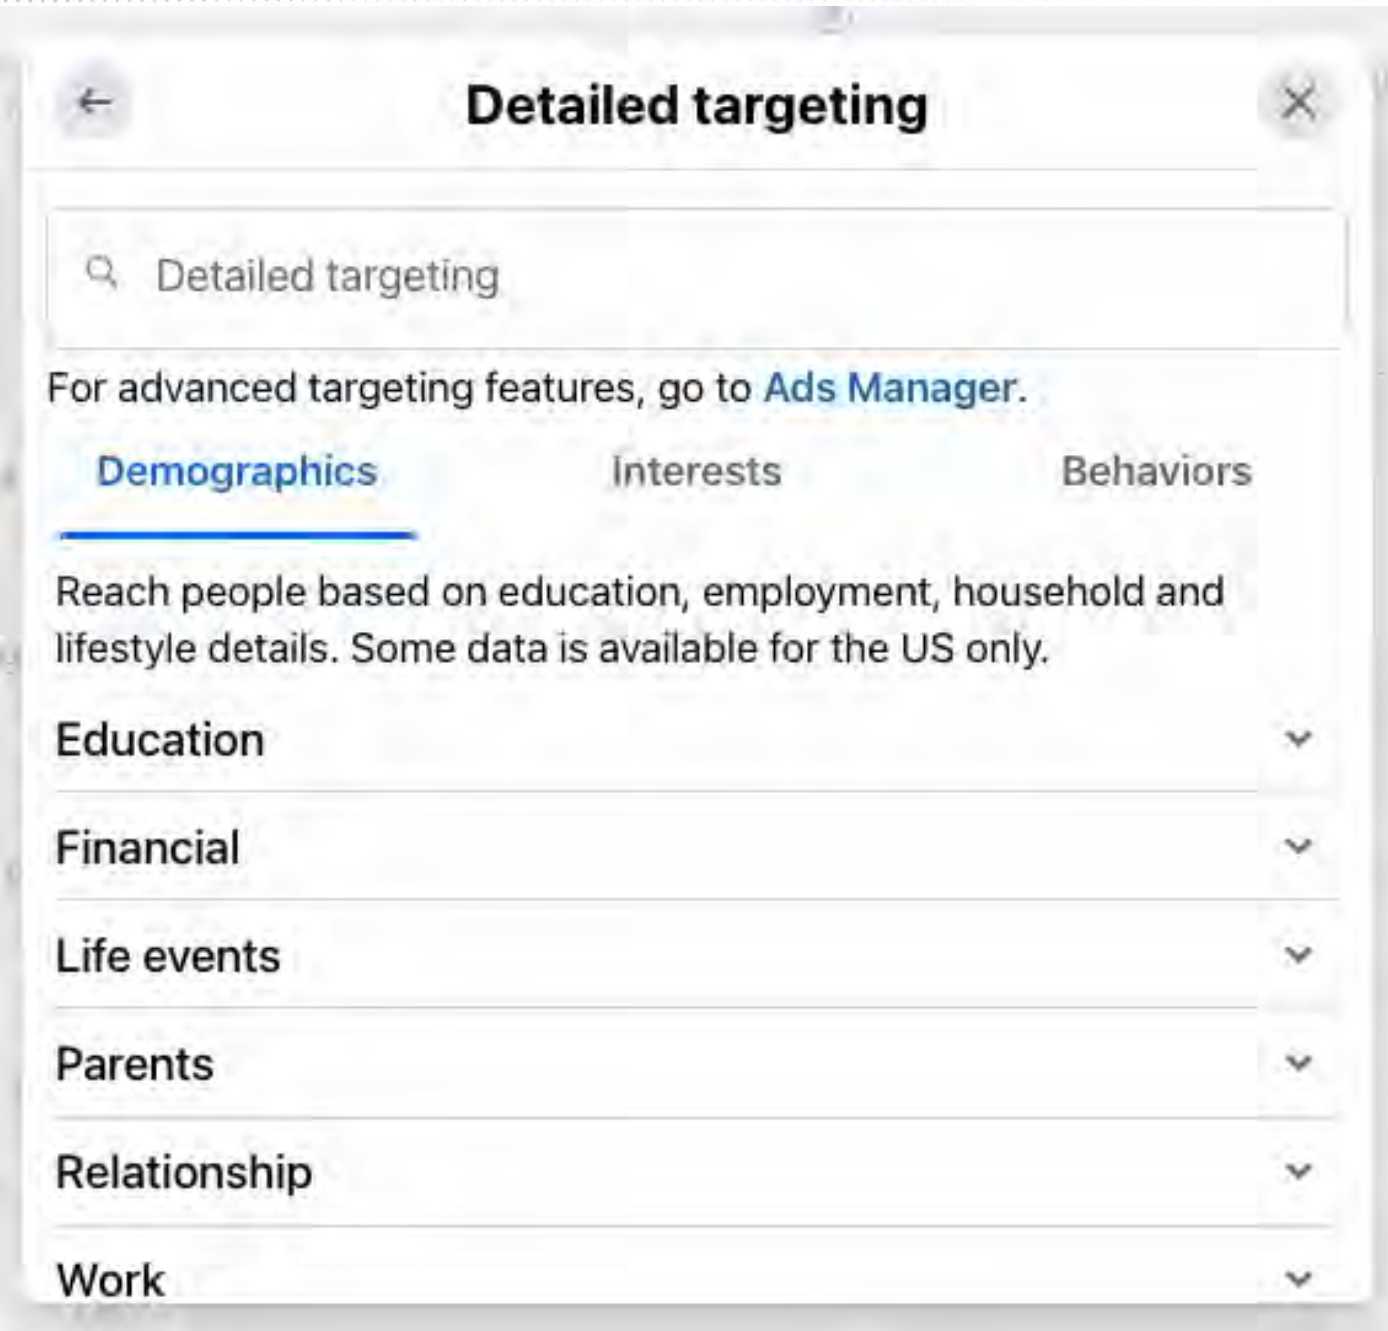 Detailed targeting
Detailed targeting
For advanced targeting features, go to Ads Manager.
Demographics Interests Behaviors
Reach people based on education, employment, household and
lifestyle details. Some data is available for the US only.
Education
Financial
Life events
Parents
Relationship
Work